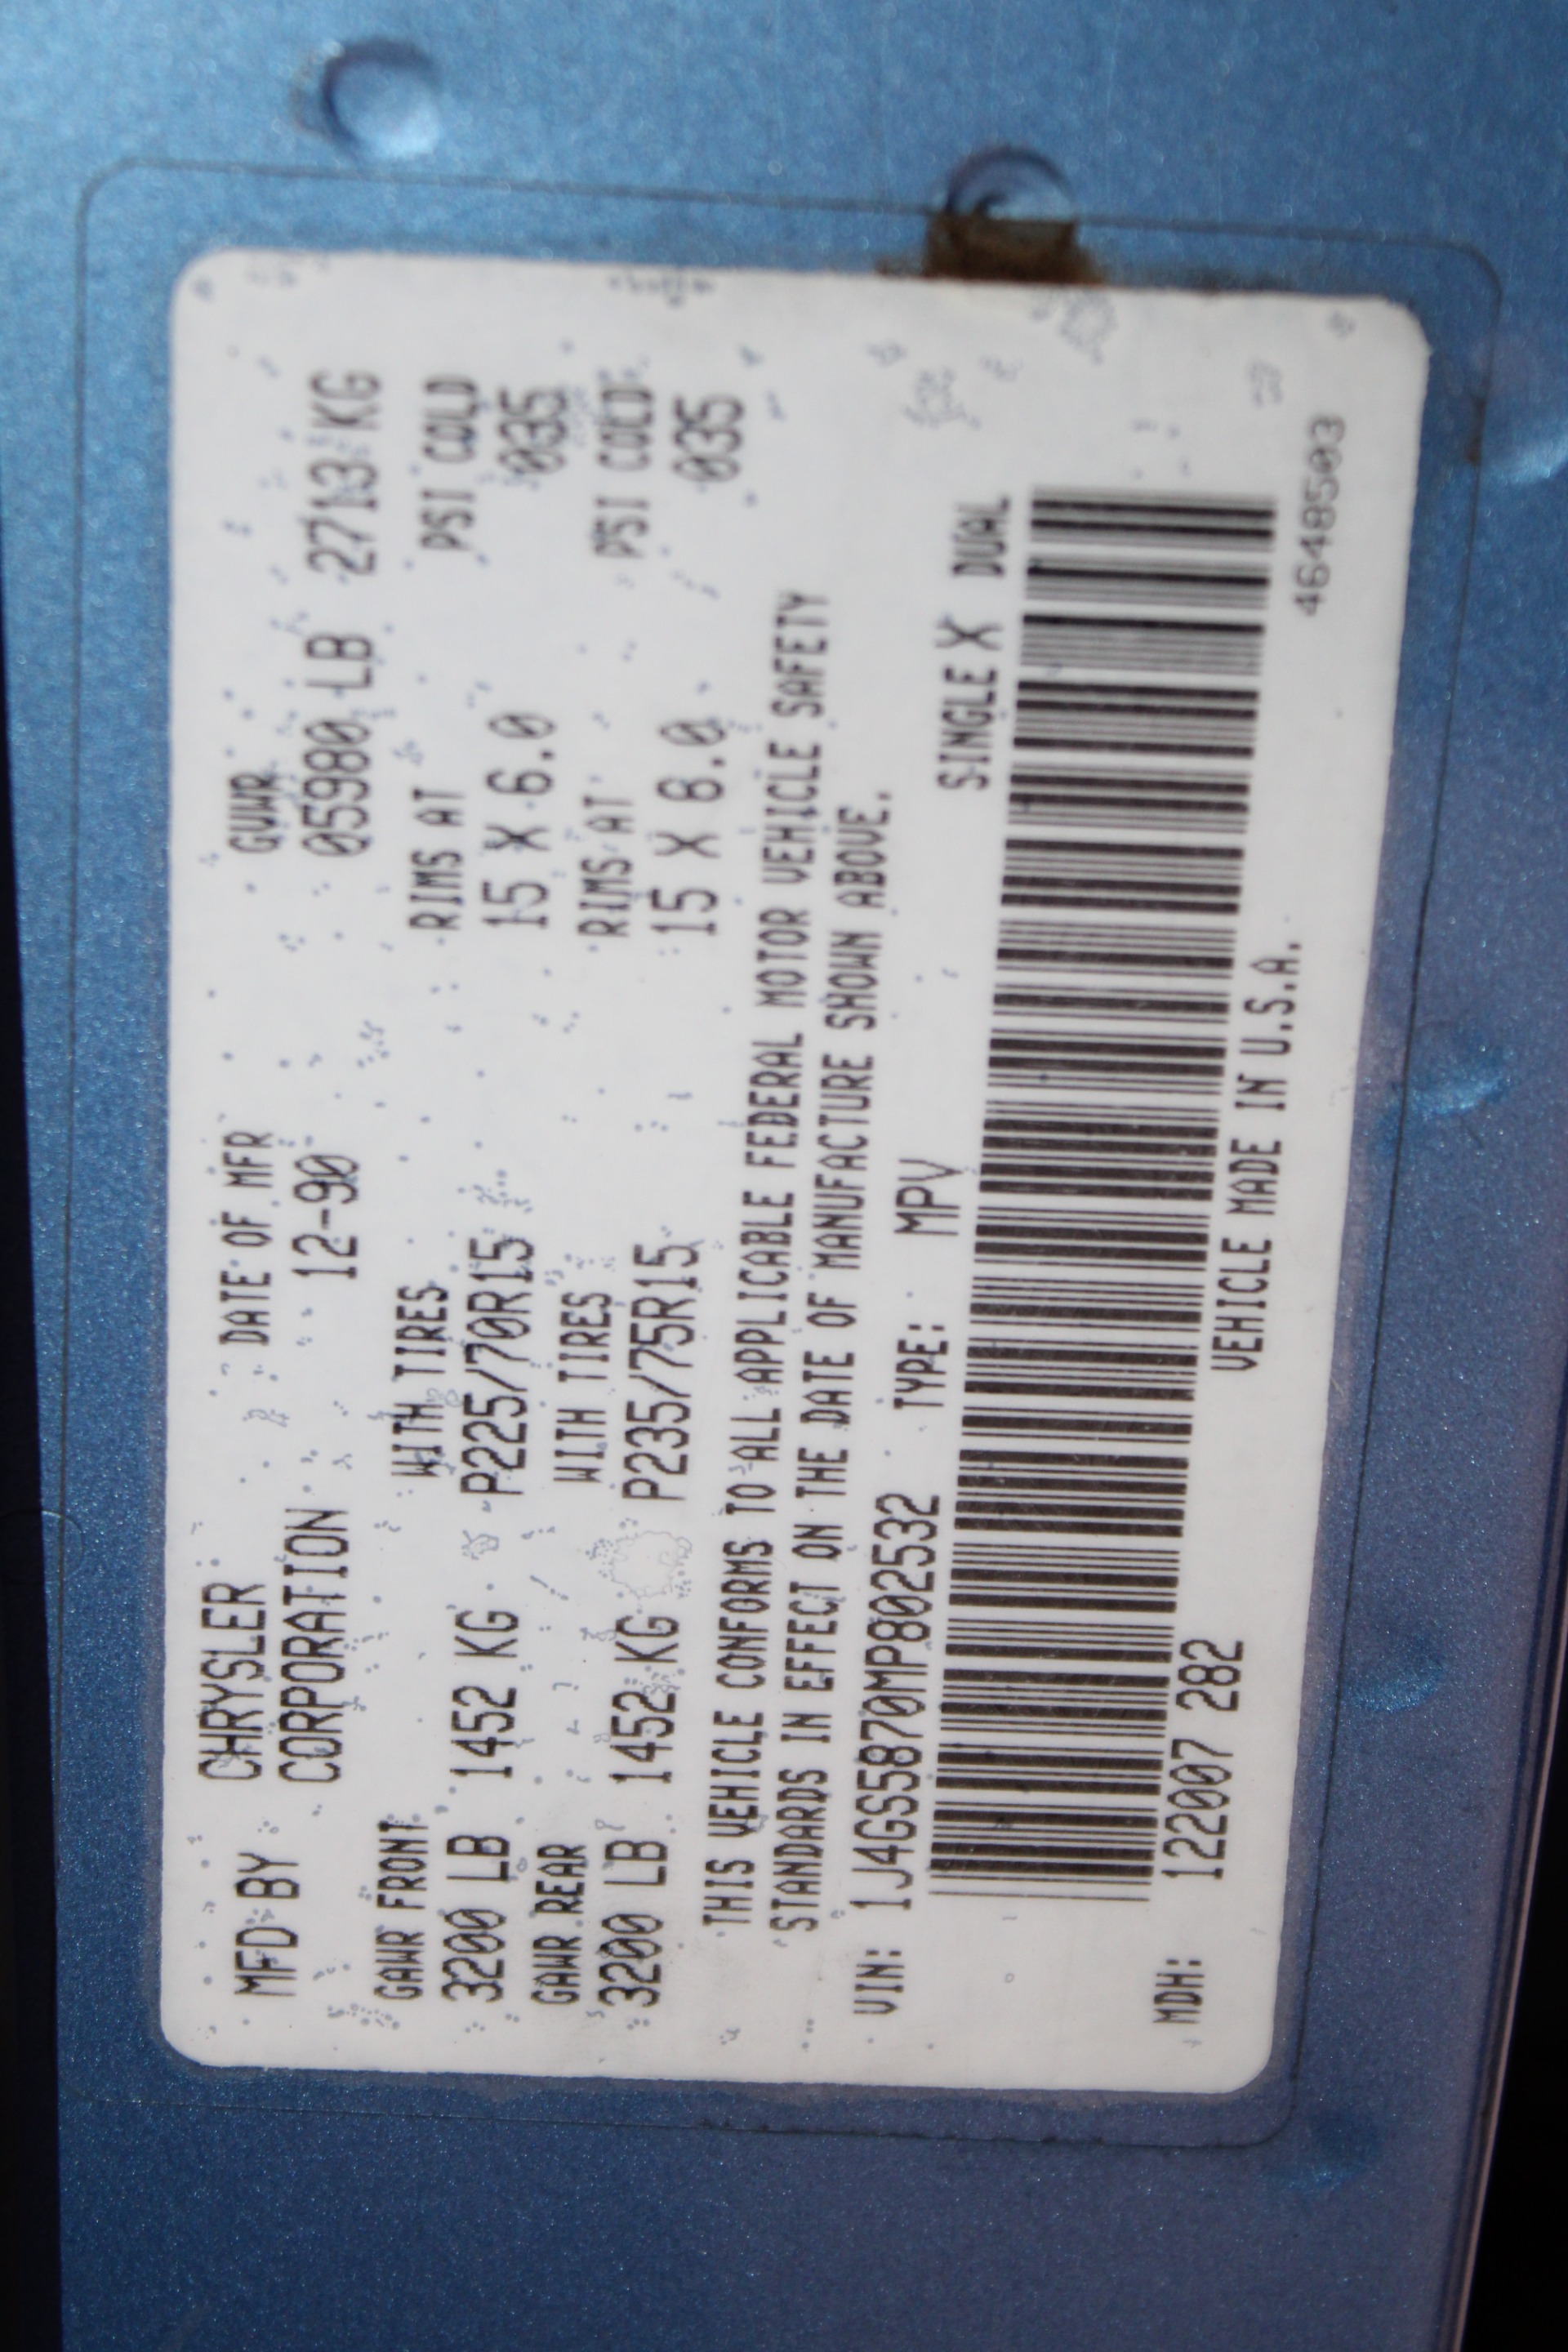 MFD BY CHRYSLER DATE OF MFR GVWR
CORPORATION 12-90 05980 LB 2713 KG
GAWR FRONT WITH TIRES RIMS AT PSI COLD
3200 LB 1452 KG P225/70R15 15 X 6.0 035
GAWR REAR WITH TIRES RIMS AT PSI COLD
3200 LB 1452 KG P235/75R15 15 X 8.0 035
THIS VEHICLE CONFORMS TO ALL APPLICABLE FEDERAL MOTOR VEHICLE SAFETY
STANDARDS IN EFFECT ON THE DATE OF MANUFACTURE SHOWN ABOVE.
VIN: 1J4GS5870MP802532 TYPE: MPV SINGLE X DUAL
MDH: 122007 282 VEHICLE MADE IN U.S.A. 4648503